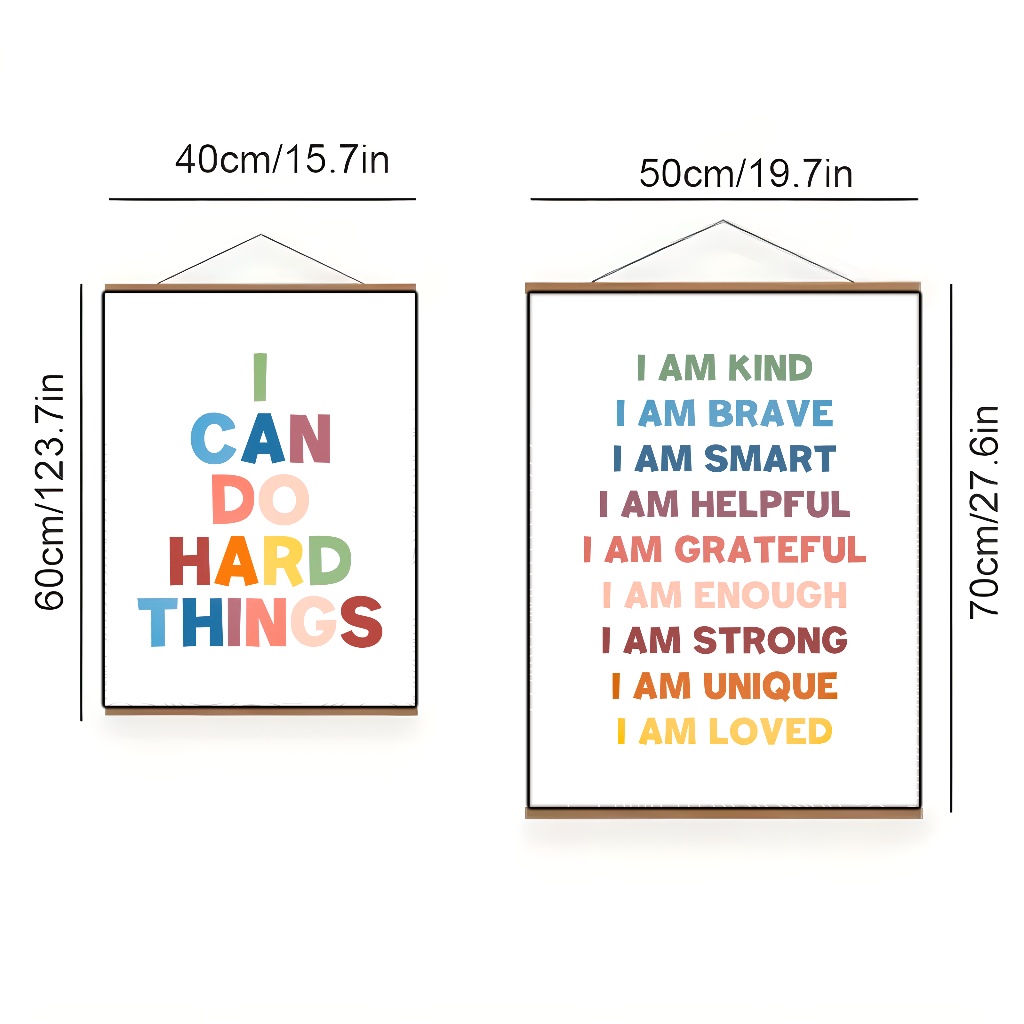 40cm/15.7in
60cm/123.7in
I
CAN
DO
HARD
THINGS
50cm/19.7in
70cm/27.6in
I AM KIND
I AM BRAVE
I AM SMART
I AM HELPFUL
I AM GRATEFUL
I AM ENOUGH
I AM STRONG
I AM UNIQUE
I AM LOVED